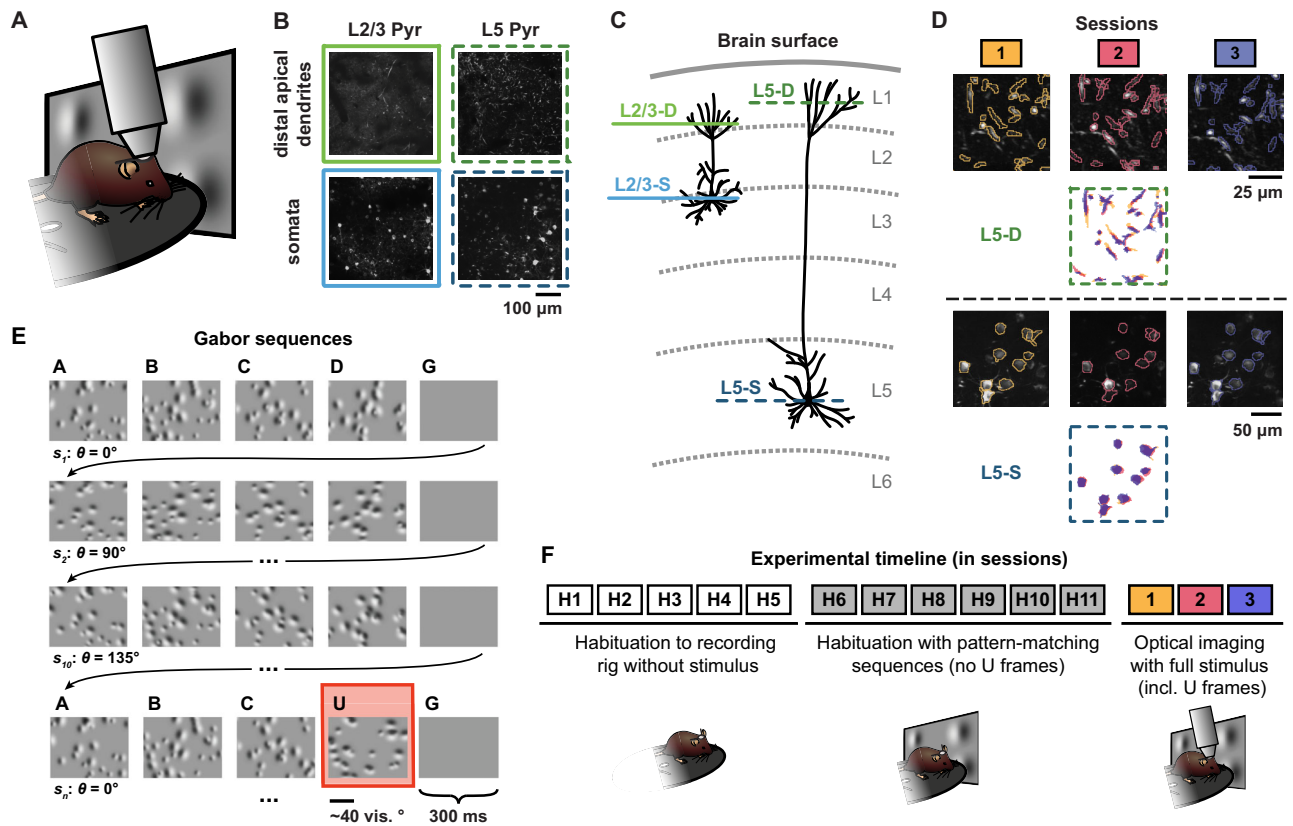 A
B
L2/3 Pyr
L5 Pyr
distal apical
dendrites
somata
100 µm
C
Brain surface
L5-D
L1
L2/3-D
L2
L2/3-S
L3
L4
L5-S
L5
L6
D
Sessions
1
2
3
25 µm
L5-D
50 µm
L5-S
E
Gabor sequences
A
B
C
D
G
s1: θ = 0°
s2: θ = 90°
...
s10: θ = 135°
...
A
B
C
U
G
sn: θ = 0°
...
~40 vis. °
300 ms
F
Experimental timeline (in sessions)
H1
H2
H3
H4
H5
H6
H7
H8
H9
H10
H11
1
2
3
Habituation to recording
rig without stimulus
Habituation with pattern-matching
sequences (no U frames)
Optical imaging
with full stimulus
(incl. U frames)